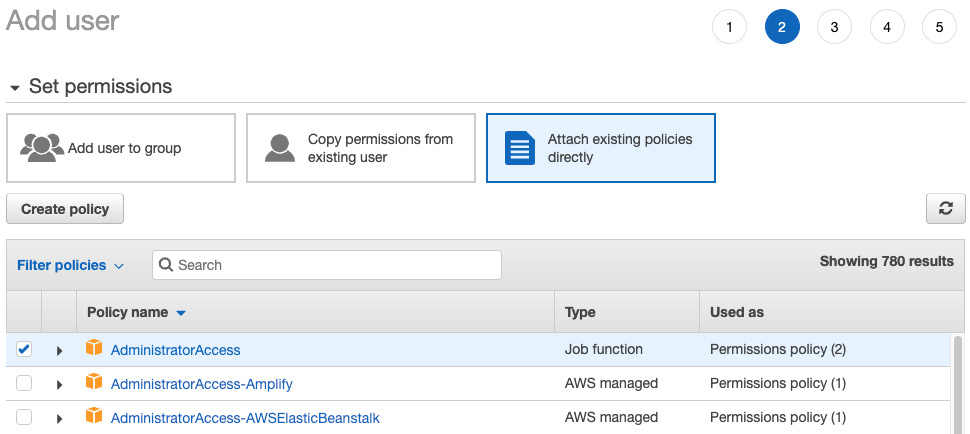 Add user
1 2 3 4 5
Set permissions
Add user to group
Copy permissions from
existing user
Attach existing policies
directly
Create policy
Filter policies
Search
Showing 780 results
Policy name Type Used as
AdministratorAccess Job function Permissions policy (2)
AdministratorAccess-Amplify AWS managed Permissions policy (1)
AdministratorAccess-AWSElasticBeanstalk AWS managed Permissions policy (1)